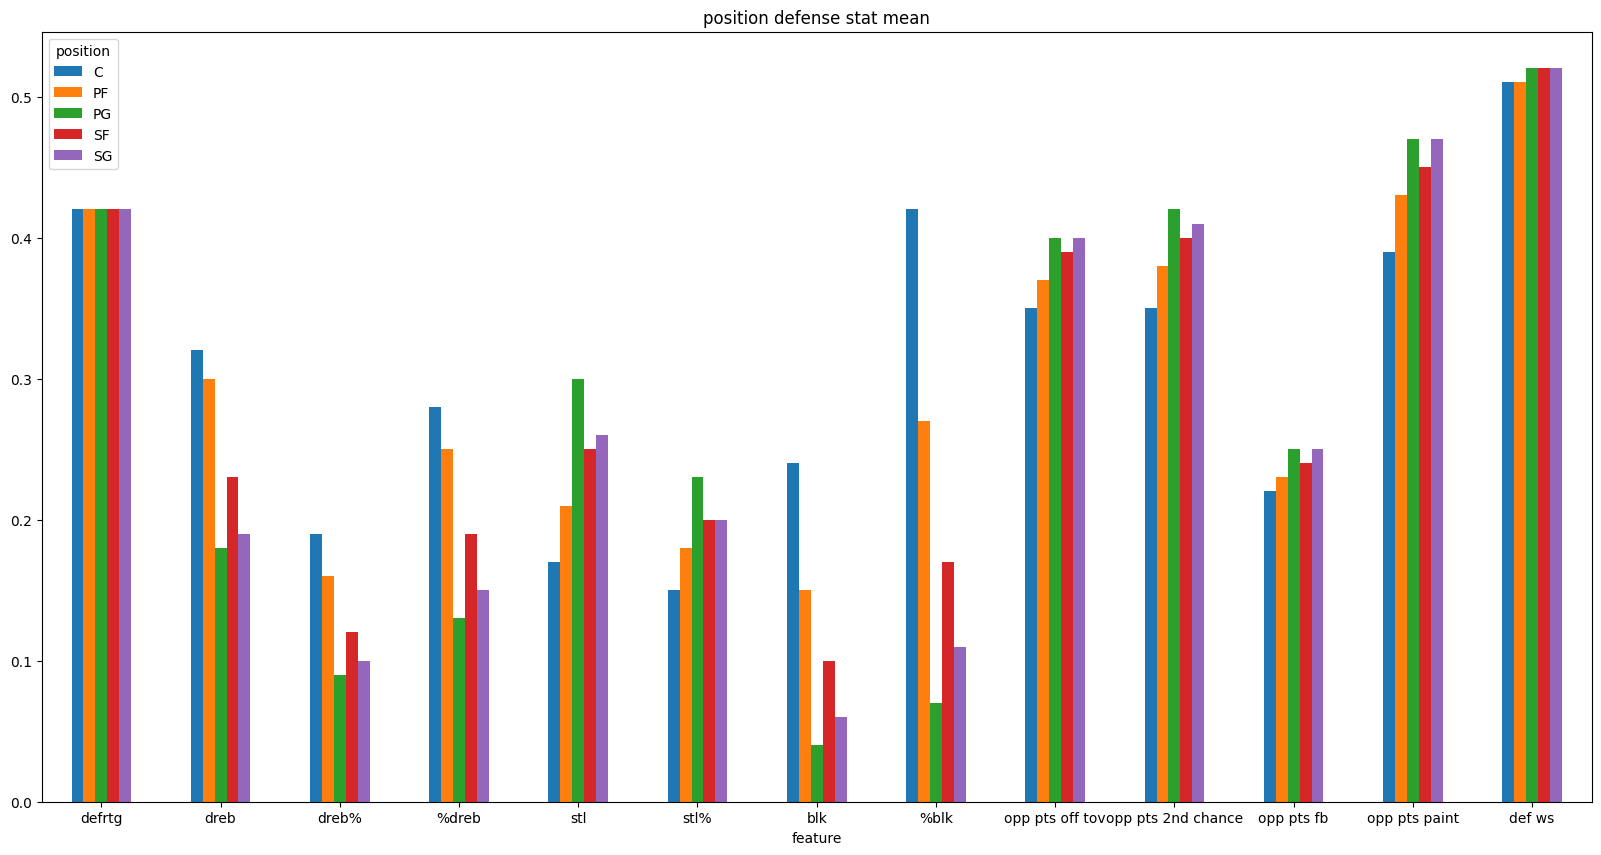 position defense stat mean
position
C
PF
PG
SF
SG
0.5
0.4
0.3
0.2
0.1
0.0
defrtg dreb dreb% %dreb stl stl% blk %blk opp pts off tov opp pts 2nd chance opp pts fb opp pts paint def ws
feature